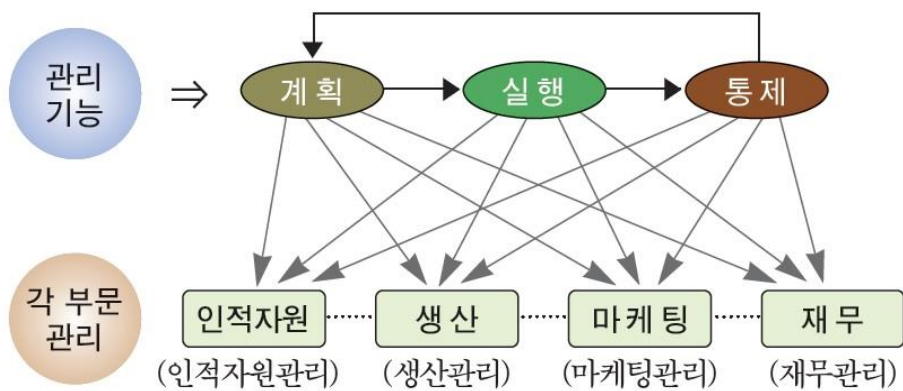 관리
기능
⇒
계획
실행
통제
각 부문
관리
인적자원
생산
마케팅
재무
(인적자원관리)
(생산관리)
(마케팅관리)
(재무관리)